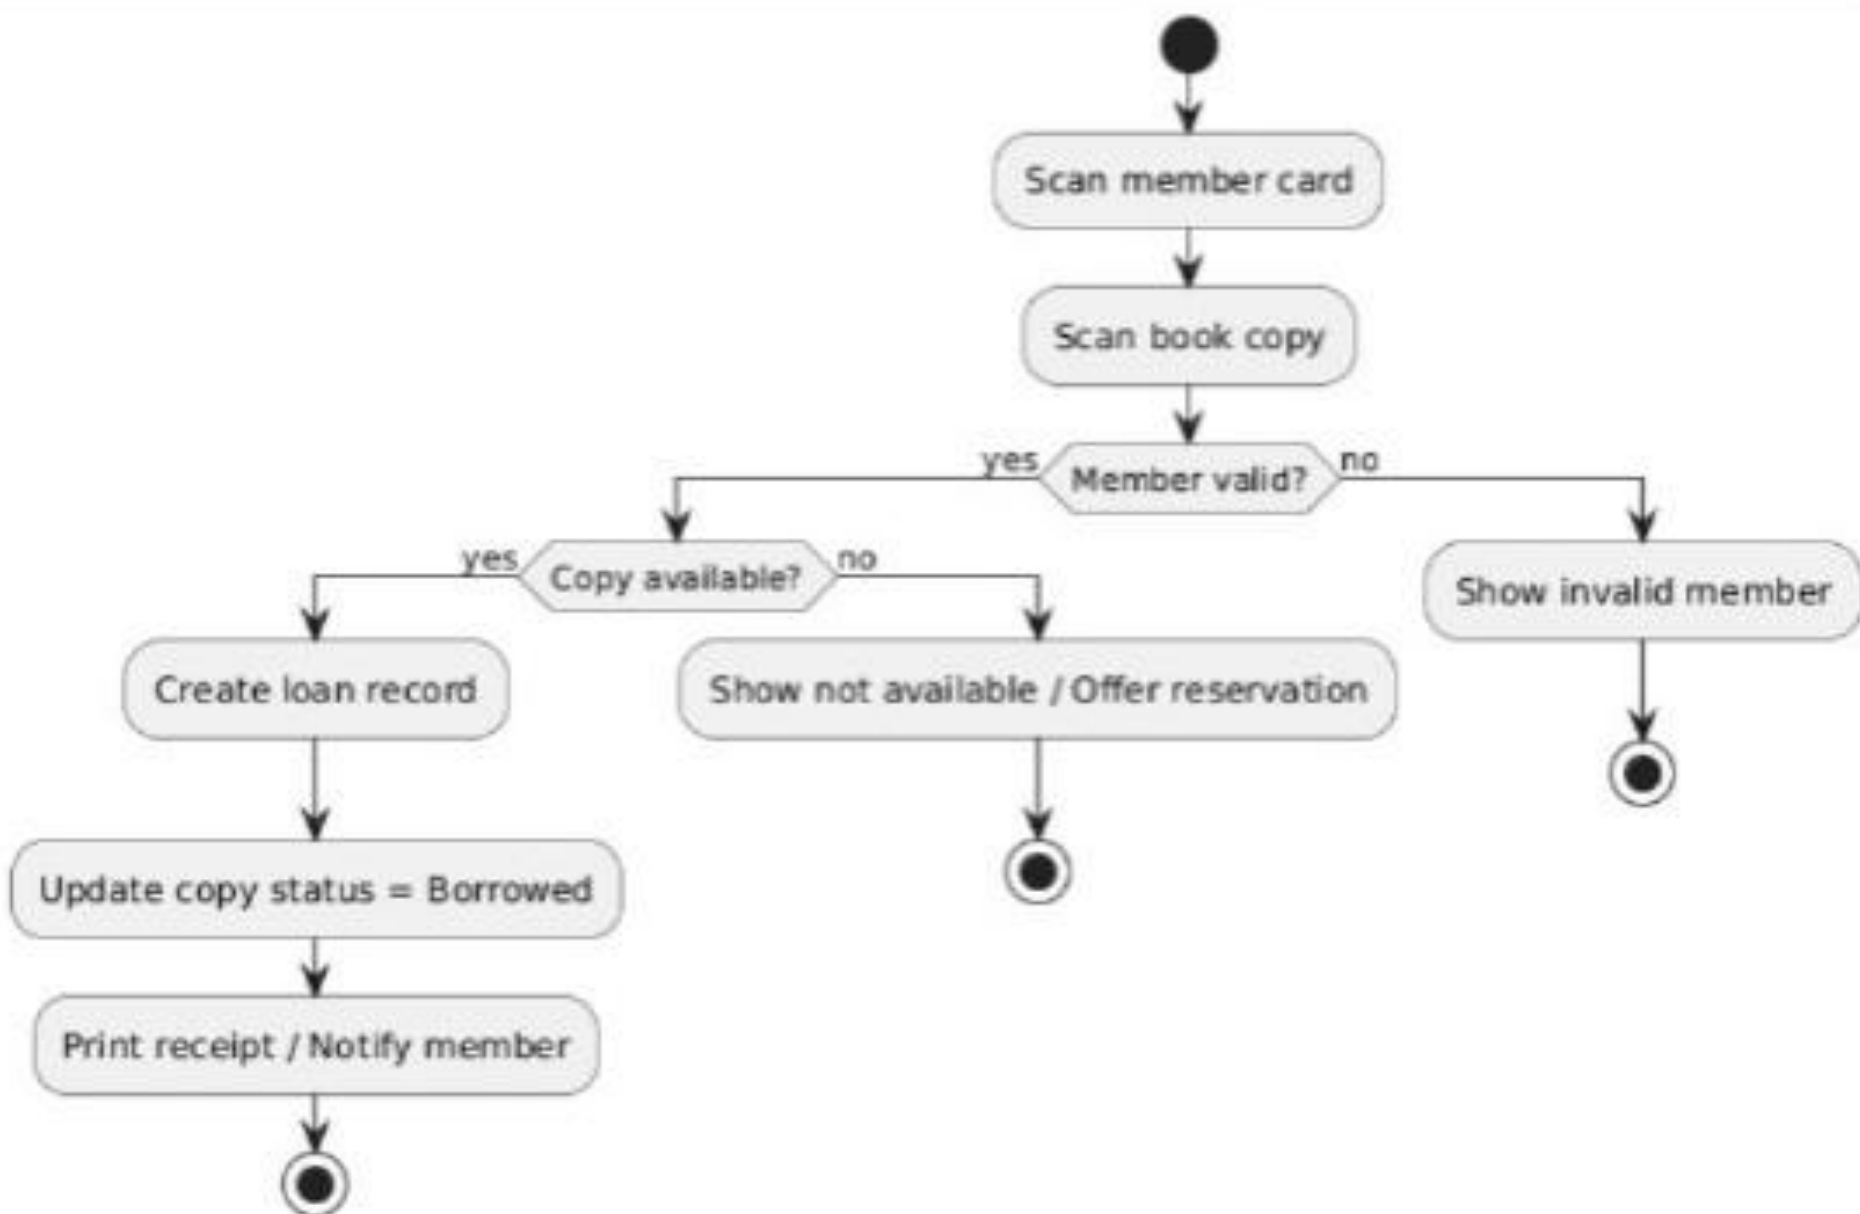 Scan member card
Scan book copy
yes
Member valid?
no
yes
Copy available?
no
Show invalid member
Create loan record
Show not available / Offer reservation
Update copy status = Borrowed
Print receipt / Notify member